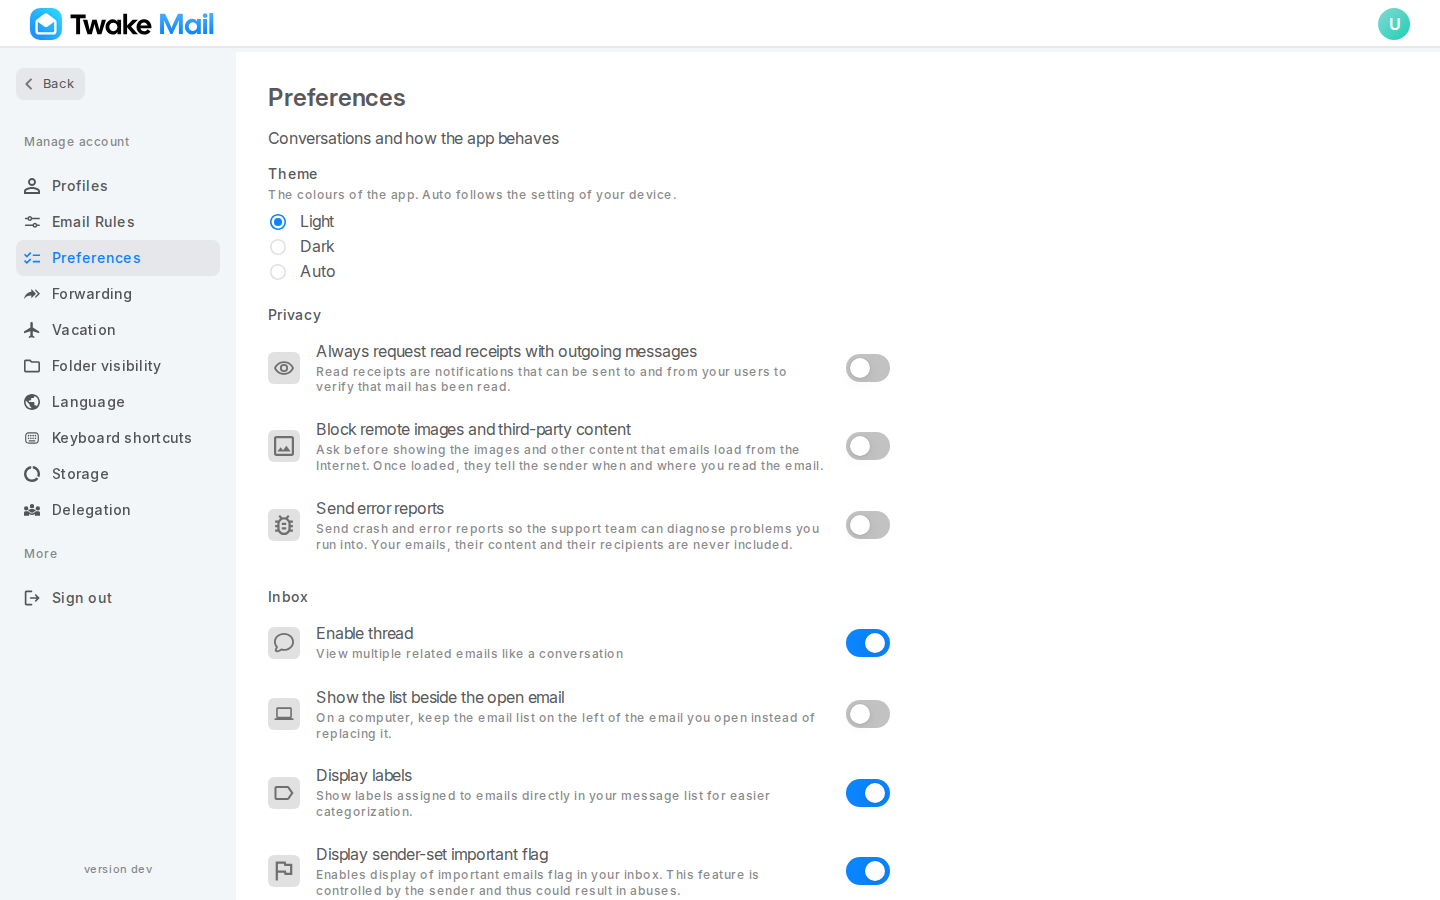 Twake Mail
U
Back
Manage account
Profiles
Email Rules
Preferences
Forwarding
Vacation
Folder visibility
Language
Keyboard shortcuts
Storage
Delegation
More
Sign out
version dev
Preferences
Conversations and how the app behaves
Theme
The colours of the app. Auto follows the setting of your device.
Light
Dark
Auto
Privacy
Always request read receipts with outgoing messages
Read receipts are notifications that can be sent to and from your users to
verify that mail has been read.
Block remote images and third-party content
Ask before showing the images and other content that emails load from the
Internet. Once loaded, they tell the sender when and where you read the email.
Send error reports
Send crash and error reports so the support team can diagnose problems you
run into. Your emails, their content and their recipients are never included.
Inbox
Enable thread
View multiple related emails like a conversation
Show the list beside the open email
On a computer, keep the email list on the left of the email you open instead of
replacing it.
Display labels
Show labels assigned to emails directly in your message list for easier
categorization.
Display sender-set important flag
Enables display of important emails flag in your inbox. This feature is
controlled by the sender and thus could result in abuses.